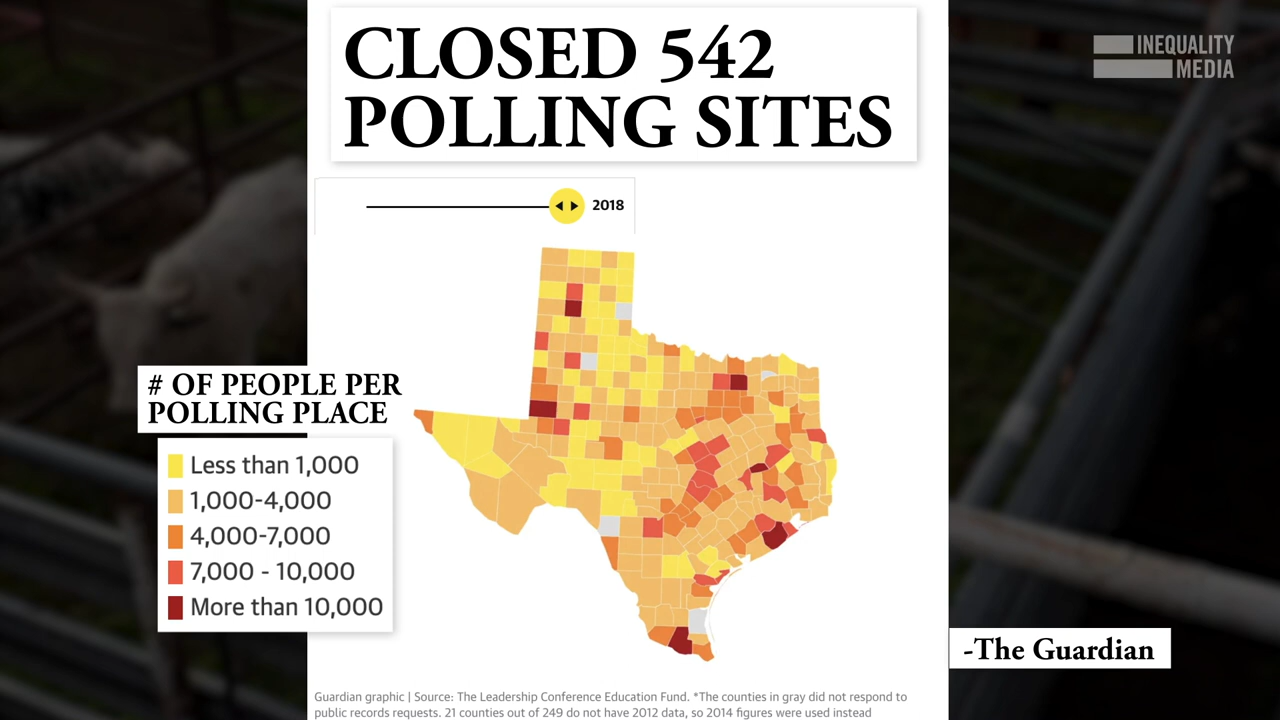 CLOSED 542
POLLING SITES
INEQUALITY
MEDIA
2018
# OF PEOPLE PER
POLLING PLACE
Less than 1,000
1,000-4,000
4,000-7,000
7,000 - 10,000
More than 10,000
-The Guardian
Guardian graphic | Source: The Leadership Conference Education Fund. *The counties in gray did not respond to
public records requests. 21 counties out of 249 do not have 2012 data, so 2014 figures were used instead